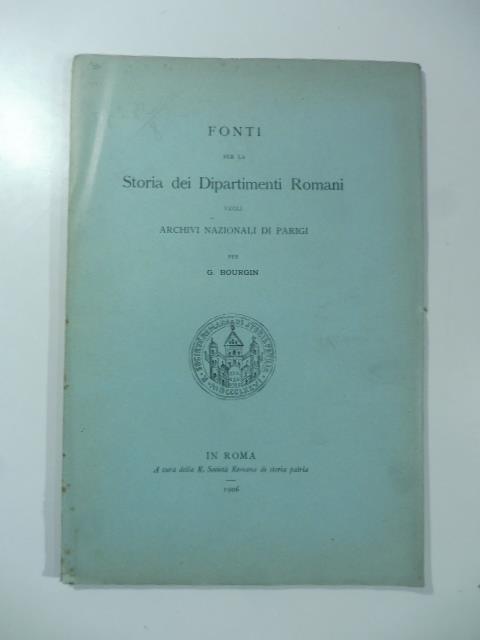 FONTI
PER LA
Storia dei Dipartimenti Romani
NEGLI
ARCHIVI NAZIONALI DI PARIGI
PER
G. BOURGIN
IN ROMA
A cura della R. Società Romana di storia patria
1906